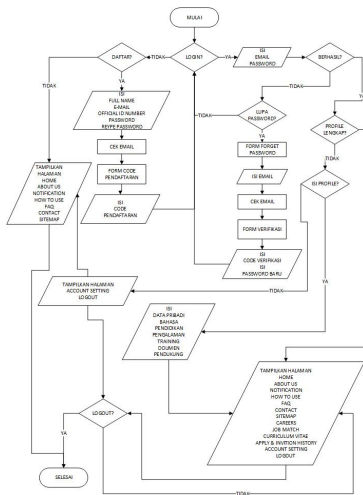 MULAI
DAFTAR?
TIDAK
LOGIN?
YA
ISI
EMAIL
PASSWORD
BERHASIL?
TIDAK
YA
ISI
FULL NAME
E-MAIL
OFFICIAL ID NUMBER
PASSWORD
REYPE PASSWORD
TIDAK
TIDAK
LUPA
PASSWORD?
PROFILE
LENGKAP?
YA
CEK EMAIL
FORM FORGET
PASSWORD
TIDAK
FORM CODE
PENDAFTARAN
ISI EMAIL
ISI PROFILE?
TAMPILKAN
HALAMAN
HOME
ABOUT US
NOTIFICATION
HOW TO USE
FAQ
CONTACT
SITEMAP
ISI
CODE
PENDAFTARAN
CEK EMAIL
FORM VERIFIKASI
ISI
CODE VERIFIKASI
ISI
PASSWORD BARU
TAMPILKAN HALAMAN
ACCOUNT SETTING
LOGOUT
TIDAK
YA
ISI
DATA PRIBADI
BAHASA
PENDIDIKAN
PENGALAMAN
TRAINING
DOUMEN
PENDUKUNG
TAMPILKAN HALAMAN
HOME
ABOUT US
NOTIFICATION
HOW TO USE
FAQ
CONTACT
SITEMAP
CAREERS
JOB MATCH
CURRICULUM VITAE
APPLY & INVITION HISTORY
ACCOUNT SETTING
LOGOUT
LOGOUT?
YA
SELESAI
TIDAK